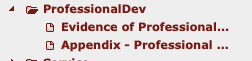 ProfessionalDev
Evidence of Professional...
Appendix - Professional ...